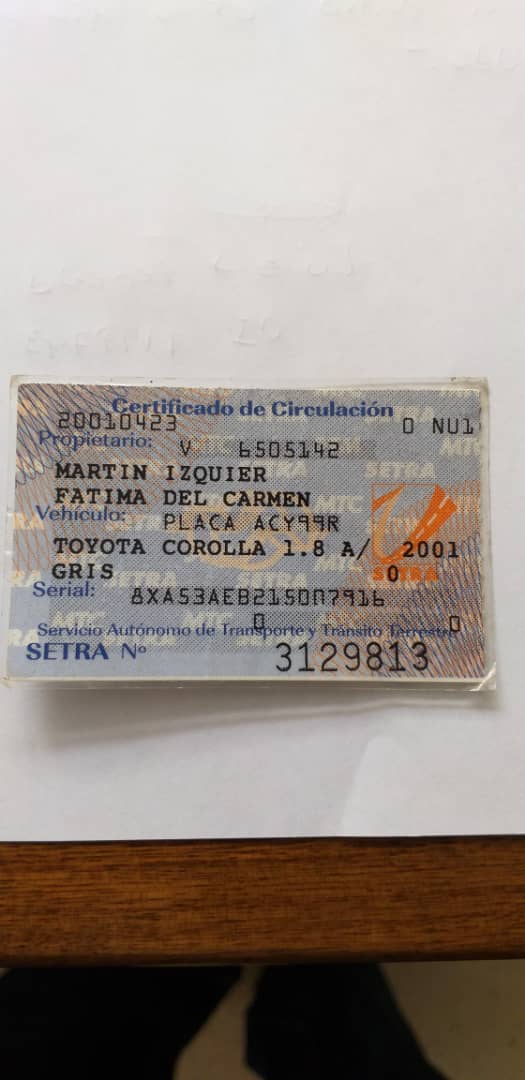 Certificado de Circulación
20010423 0 NU1
Propietario: V 6505142
MARTIN IZQUIER
FATIMA DEL CARMEN
Vehículo: PLACA ACY99R
TOYOTA COROLLA 1.8 A/ 2001
GRIS 0
SETRA
Serial: 8XA53AEB215007916
0 0
Servicio Autónomo de Transporte y Tránsito Terrestre
SETRA Nº 3129813